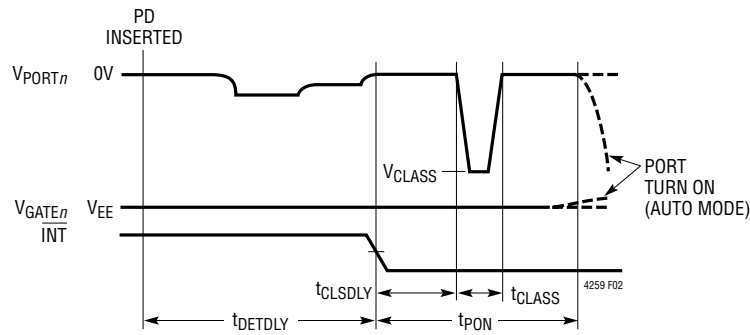 PD
INSERTED
VPORTn 0V
VCLASS
PORT
TURN ON
(AUTO MODE)
VGATEn VEE
INT
tCLSDLY
tCLASS
4259 F02
tDETDLY
tPON